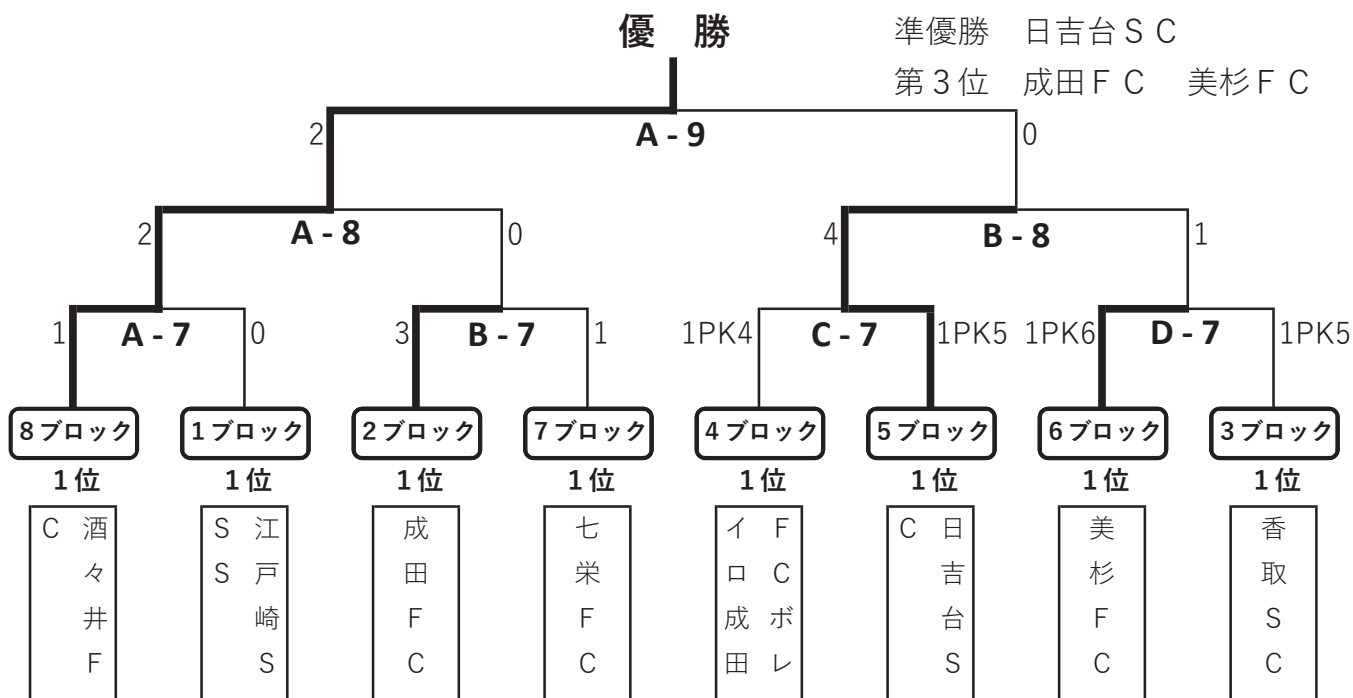 優 勝
準優勝 日吉台ＳＣ
第３位 成田ＦＣ 美杉ＦＣ
2 A-9 0
2 A-8 0 4 B-8 1
1 A-7 0 3 B-7 1 1PK4 C-7 1PK5 1PK6 D-7 1PK5
8ブロック 1ブロック 2ブロック 7ブロック 4ブロック 5ブロック 6ブロック 3ブロック
1位 1位 1位 1位 1位 1位 1位 1位
酒々井ＦＣ
江戸崎ＳＳＳ
成田ＦＣ
七栄ＦＣ
ＦＣボレイロ成田
日吉台ＳＣ
美杉ＦＣ
香取ＳＣ